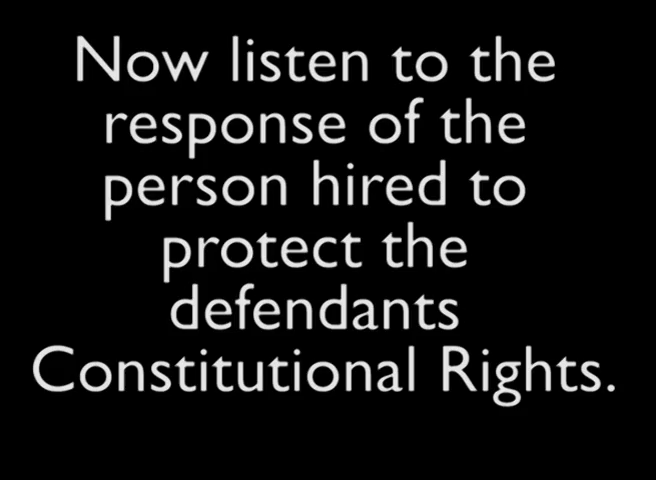 Now listen to the
response of the
person hired to
protect the
defendants
Constitutional Rights.